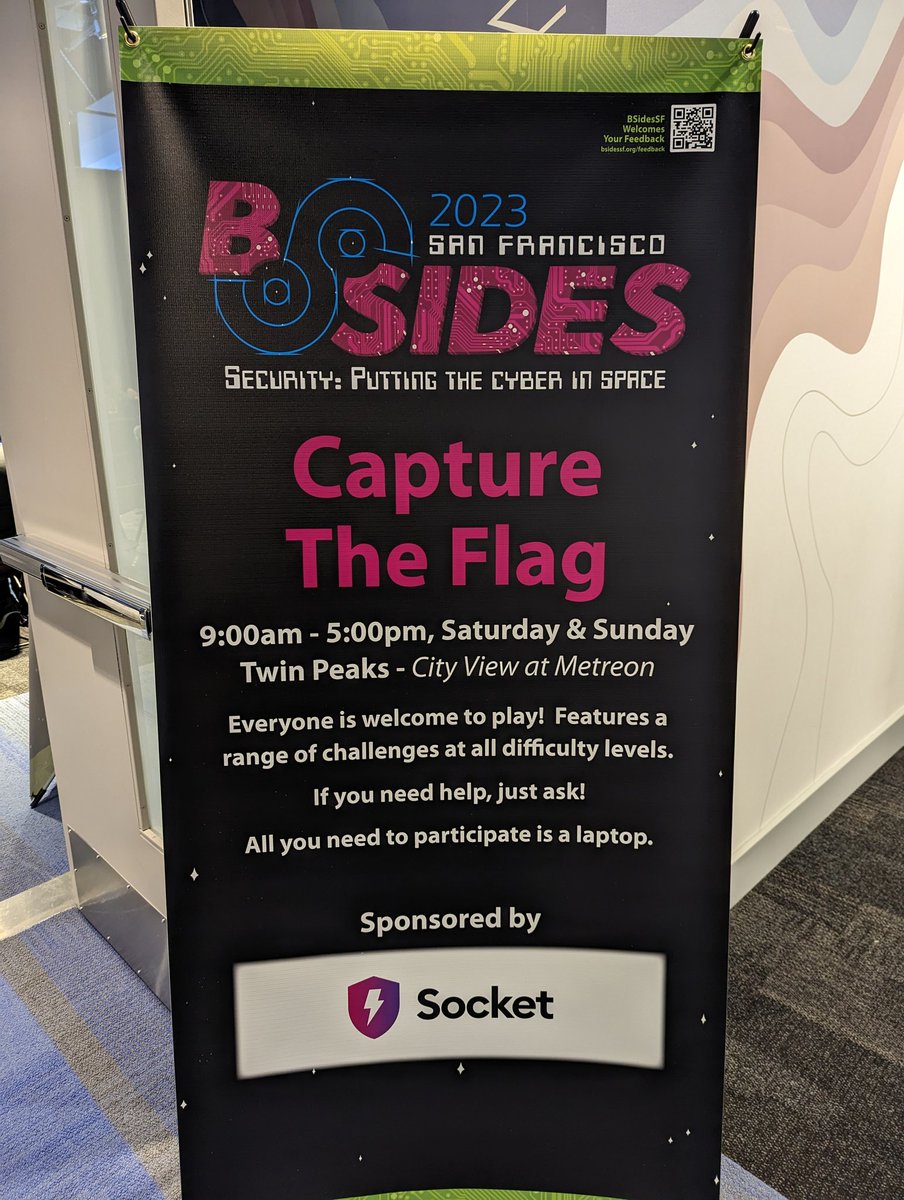 BSidesSF
Welcomes
Your Feedback
bsidessf.org/feedback
2023
SAN FRANCISCO
B
SIDES
SECURITY: PUTTING THE CYBER IN SPACE
Capture
The Flag
9:00am - 5:00pm, Saturday & Sunday
Twin Peaks - City View at Metreon
Everyone is welcome to play! Features a
range of challenges at all difficulty levels.
If you need help, just ask!
All you need to participate is a laptop.
Sponsored by
Socket